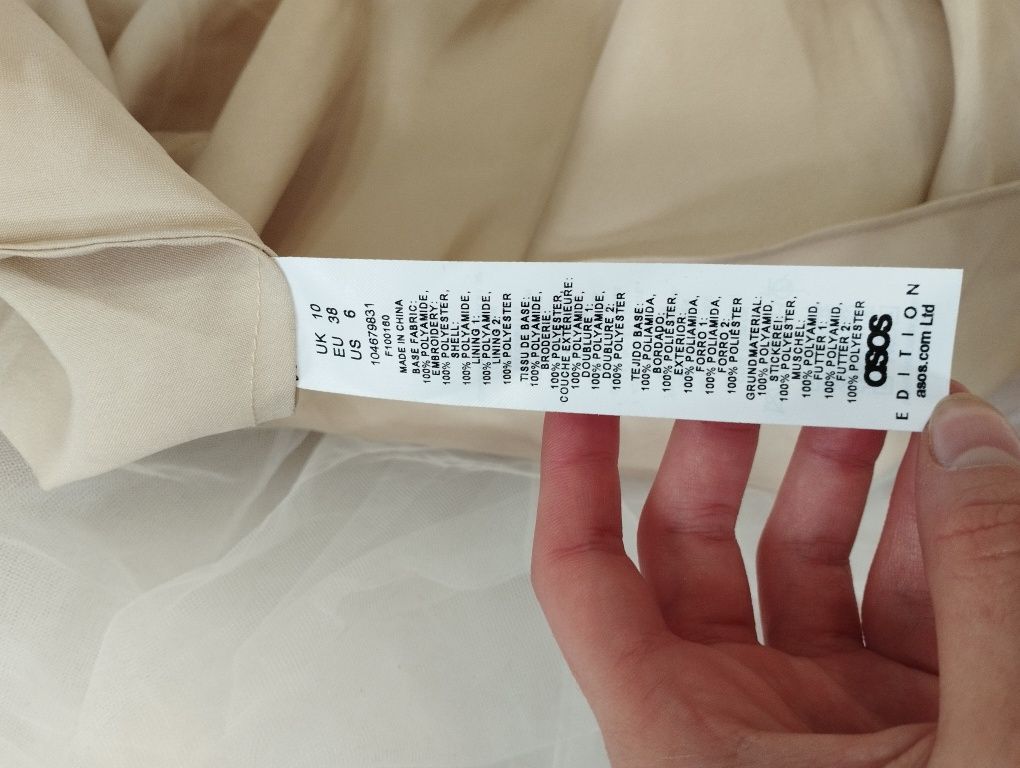 UK 10
EU 38
US 6
104679831
F100160
MADE IN CHINA
BASE FABRIC:
100% POLYAMIDE,
EMBROIDERY:
100% POLYESTER,
SHELL:
100% POLYAMIDE,
LINING 1:
100% POLYAMIDE,
LINING 2:
100% POLYESTER
TISSU DE BASE:
100% POLYAMIDE,
BRODERIE:
100% POLYESTER,
COUCHE EXTÉRIEURE:
100% POLYAMIDE,
DOUBLURE 1:
100% POLYAMIDE,
DOUBLURE 2:
100% POLYESTER
TEJIDO BASE:
100% POLIAMIDA,
BORDADO:
100% POLIÉSTER,
EXTERIOR:
100% POLIAMIDA,
FORRO 1:
100% POLIAMIDA,
FORRO 2:
100% POLIÉSTER
GRUNDMATERIAL:
100% POLYAMID,
STICKEREI:
100% POLYESTER,
MUSCHEL:
100% POLYAMID,
FUTTER 1:
100% POLYAMID,
FUTTER 2:
100% POLYESTER
asos
EDITION
asos.com Ltd